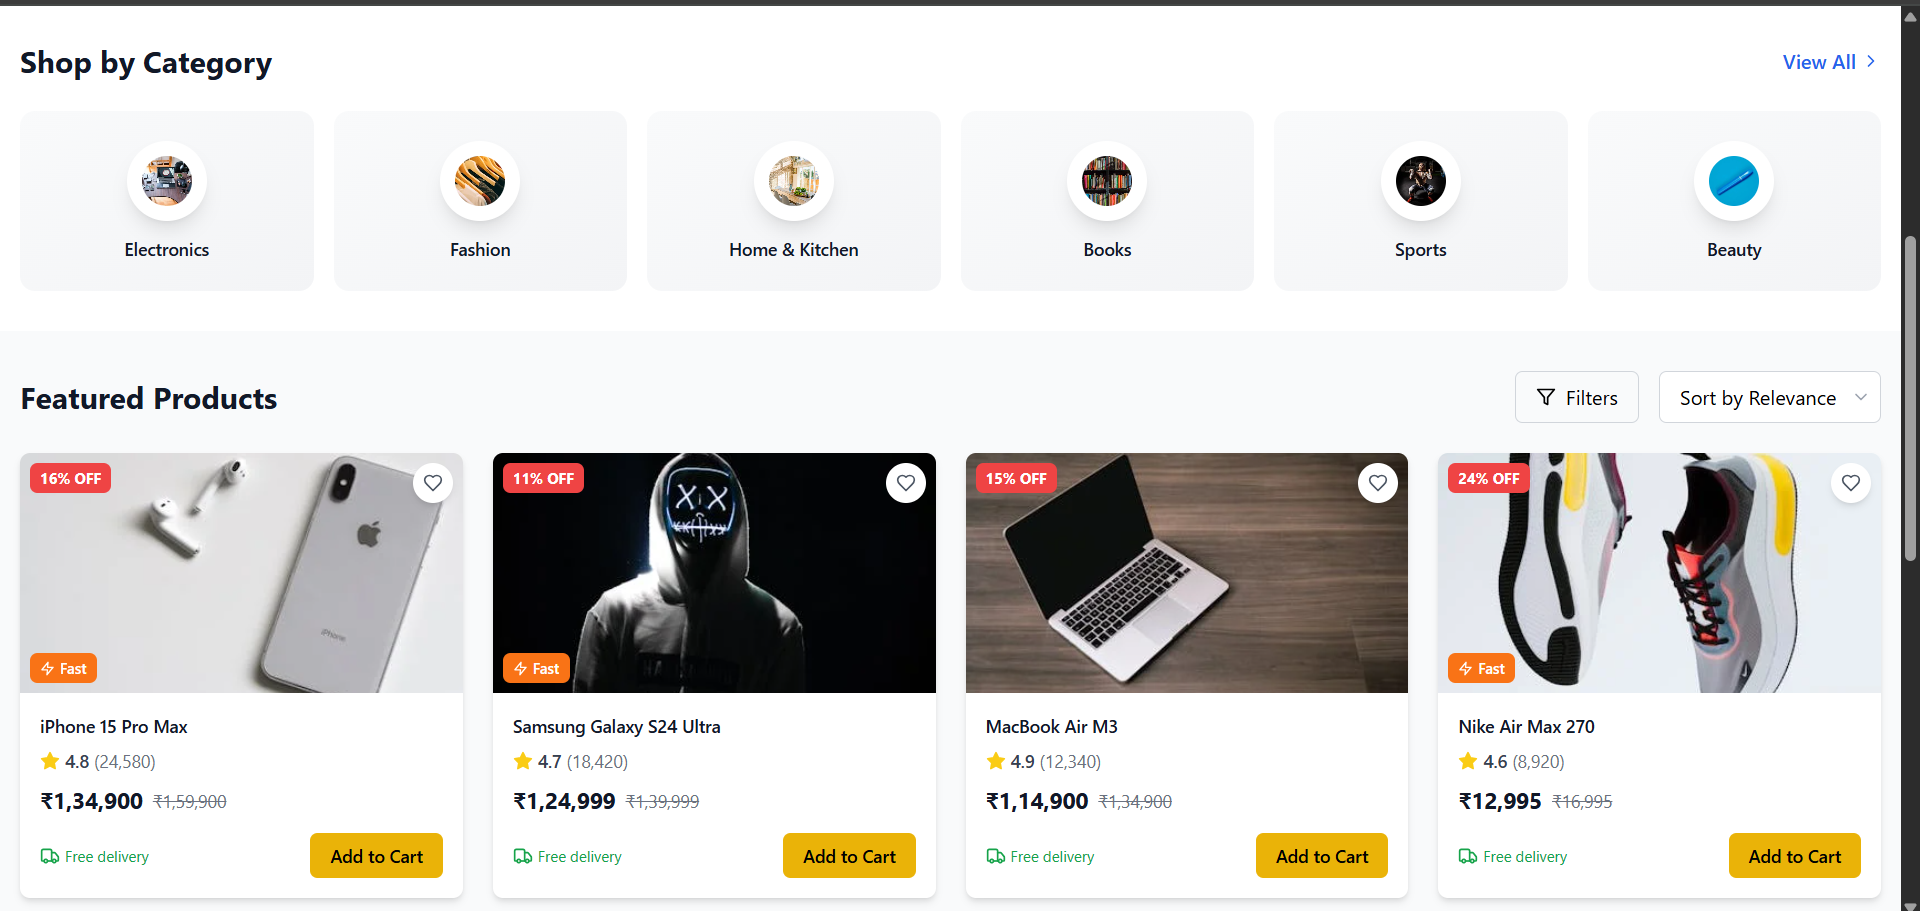 Shop by Category
View All
Electronics
Fashion
Home & Kitchen
Books
Sports
Beauty
Featured Products
Filters
Sort by Relevance
16% OFF
11% OFF
15% OFF
24% OFF
iPhone
Fast
Fast
Fast
iPhone 15 Pro Max
Samsung Galaxy S24 Ultra
MacBook Air M3
Nike Air Max 270
4.8 (24,580)
4.7 (18,420)
4.9 (12,340)
4.6 (8,920)
₹1,34,900 ₹1,59,900
₹1,24,999 ₹1,39,999
₹1,14,900 ₹1,34,900
₹12,995 ₹16,995
Free delivery
Add to Cart
Free delivery
Add to Cart
Free delivery
Add to Cart
Free delivery
Add to Cart